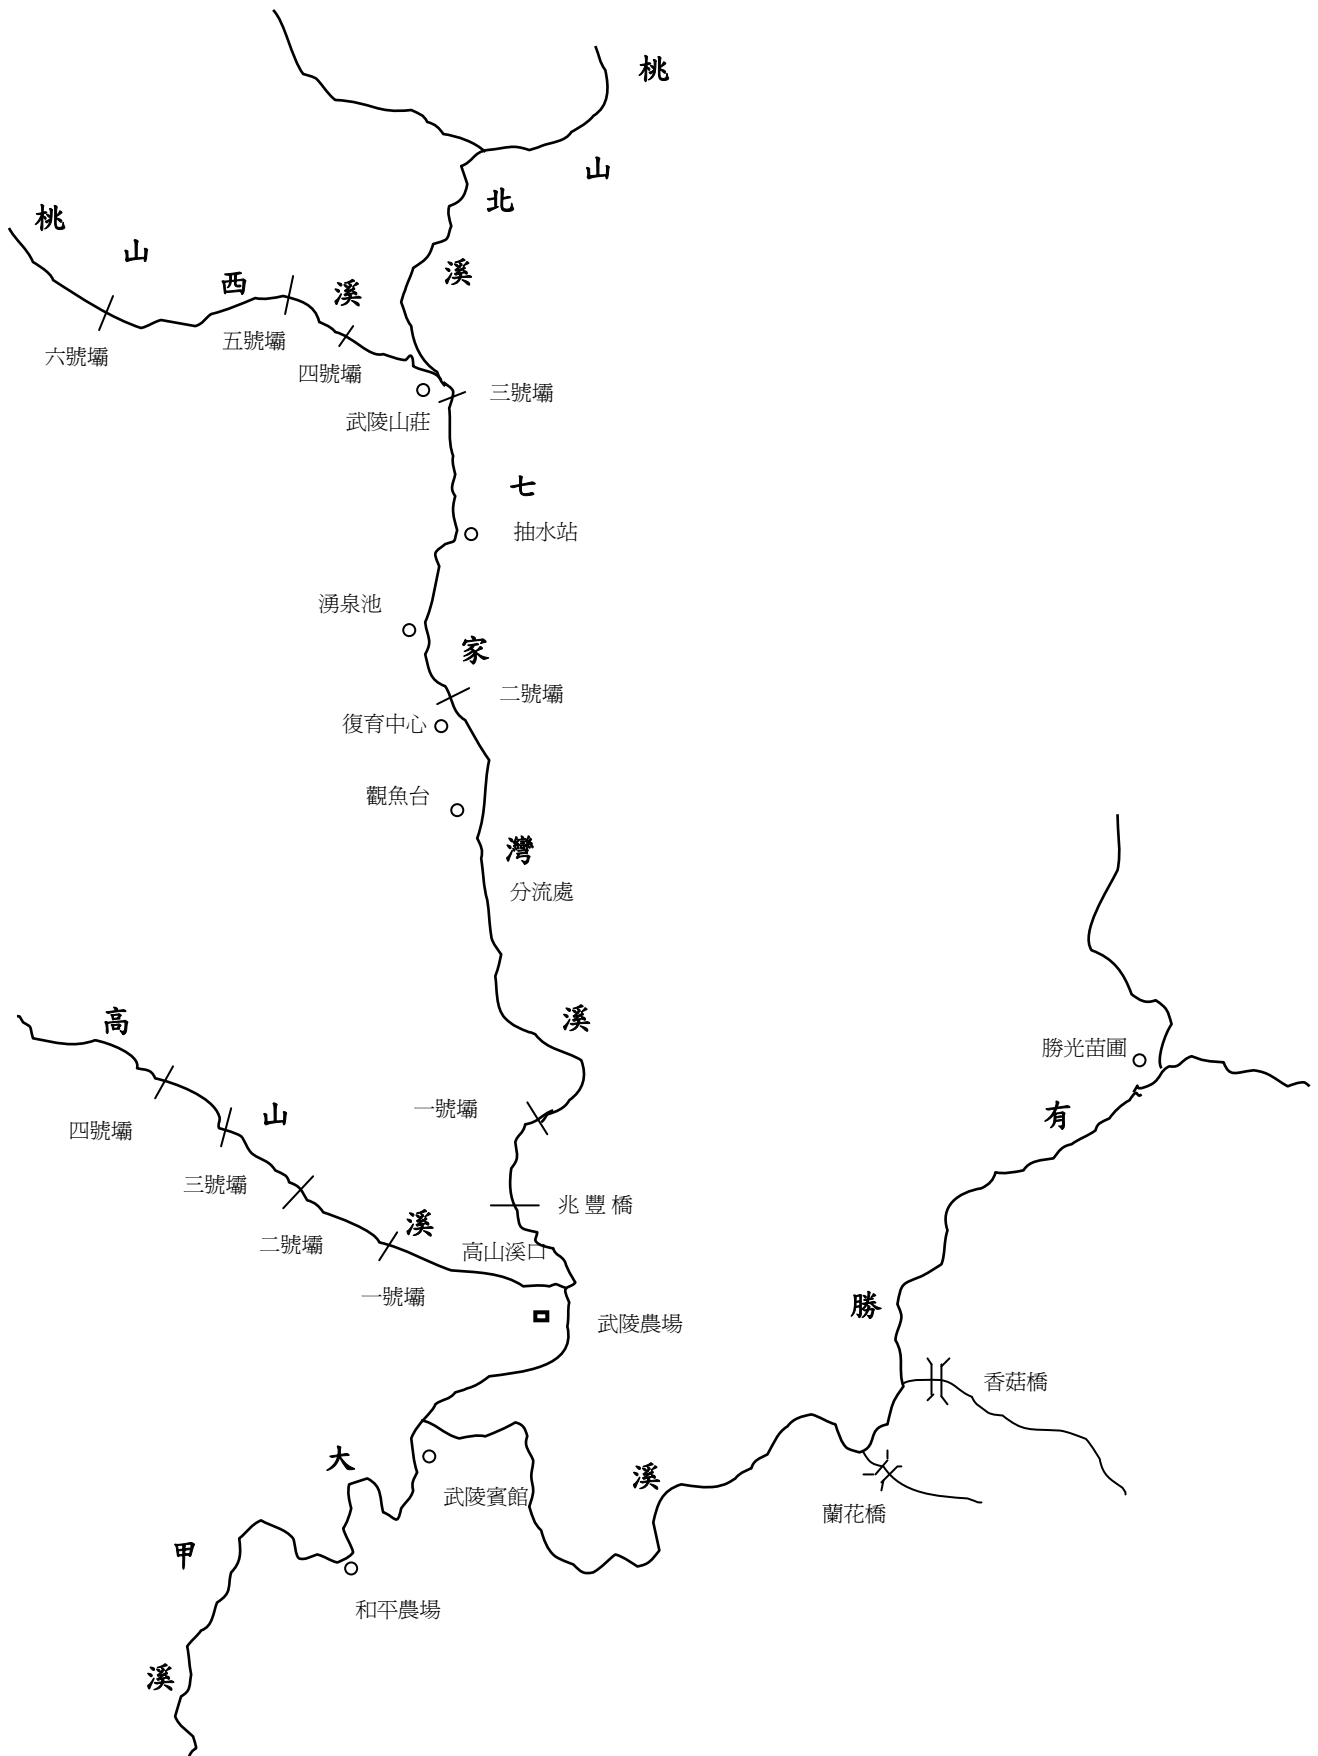 桃山北溪
桃山西溪
六號壩
五號壩
四號壩
三號壩
武陵山莊
七家灣溪
抽水站
湧泉池
二號壩
復育中心
觀魚台
分流處
一號壩
兆豐橋
高山溪口
高山溪
四號壩
三號壩
二號壩
一號壩
武陵農場
勝光苗圃
有勝溪
香菇橋
蘭花橋
武陵賓館
大甲溪
和平農場